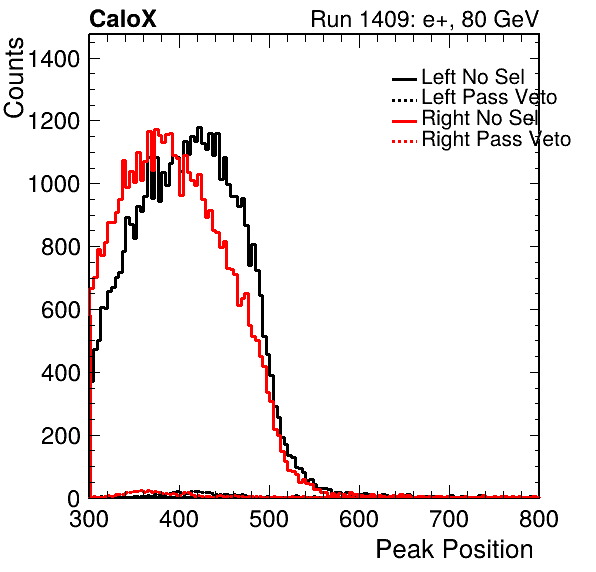 CaloX Run 1409: e+, 80 GeV
Counts
1400
1200
1000
800
600
400
200
0
Left No Sel
Left Pass Veto
Right No Sel
Right Pass Veto
300 400 500 600 700 800
Peak Position